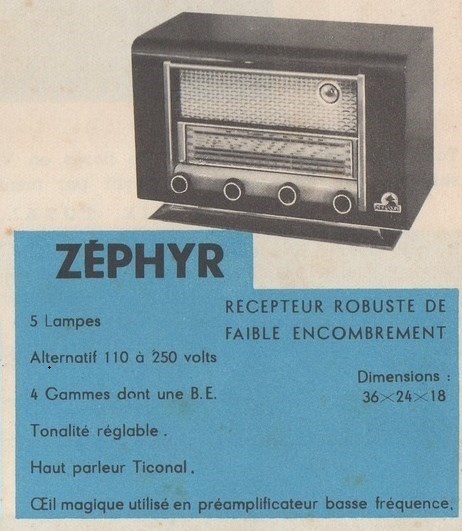 ZÉPHYR
RECEPTEUR ROBUSTE DE
FAIBLE ENCOMBREMENT
5 Lampes
Alternatif 110 à 250 volts
Dimensions :
36×24×18
4 Gammes dont une B.E.
Tonalité réglable .
Haut parleur Ticonal .
Œil magique utilisé en préamplificateur basse fréquence.